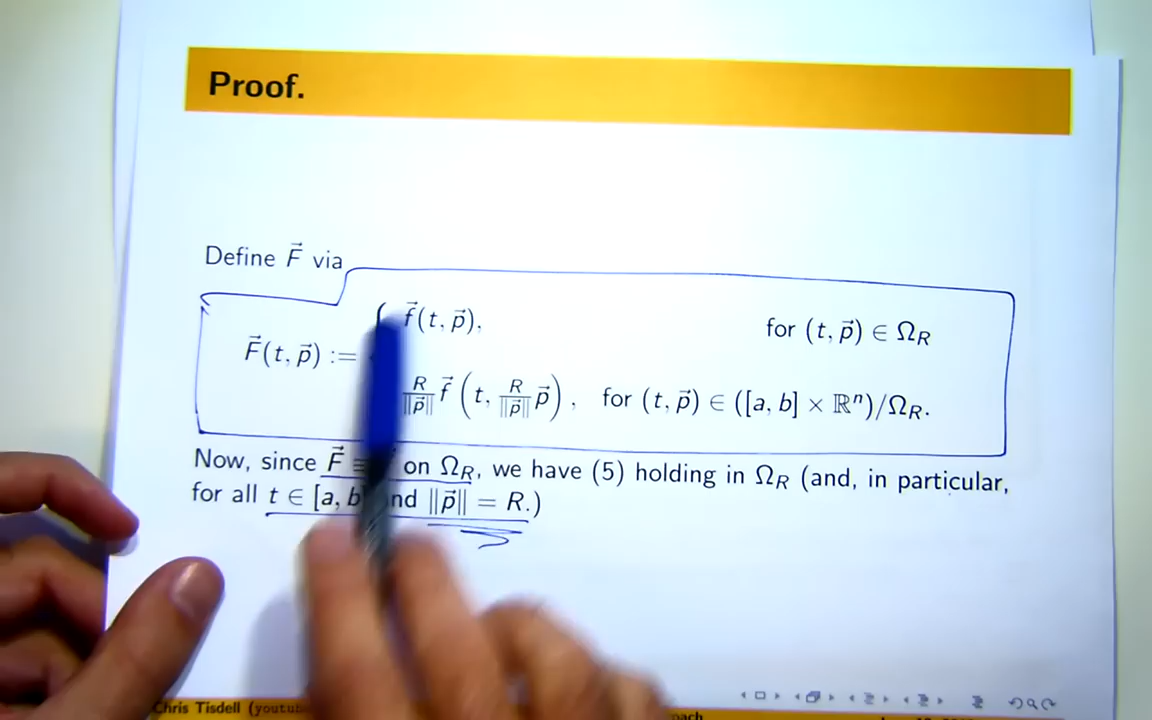 Proof.
Define F⃗ via
f⃗(t, p⃗), for (t, p⃗) ∈ Ω_R
F⃗(t, p⃗) :=
R/‖p⃗‖ f⃗ (t, R/‖p⃗‖ p⃗), for (t, p⃗) ∈ ([a, b] × ℝⁿ)/Ω_R.
Now, since F⃗ on Ω_R, we have (5) holding in Ω_R (and, in particular,
for all t ∈ [a, b and ‖p⃗‖ = R.)
Chris Tisdell